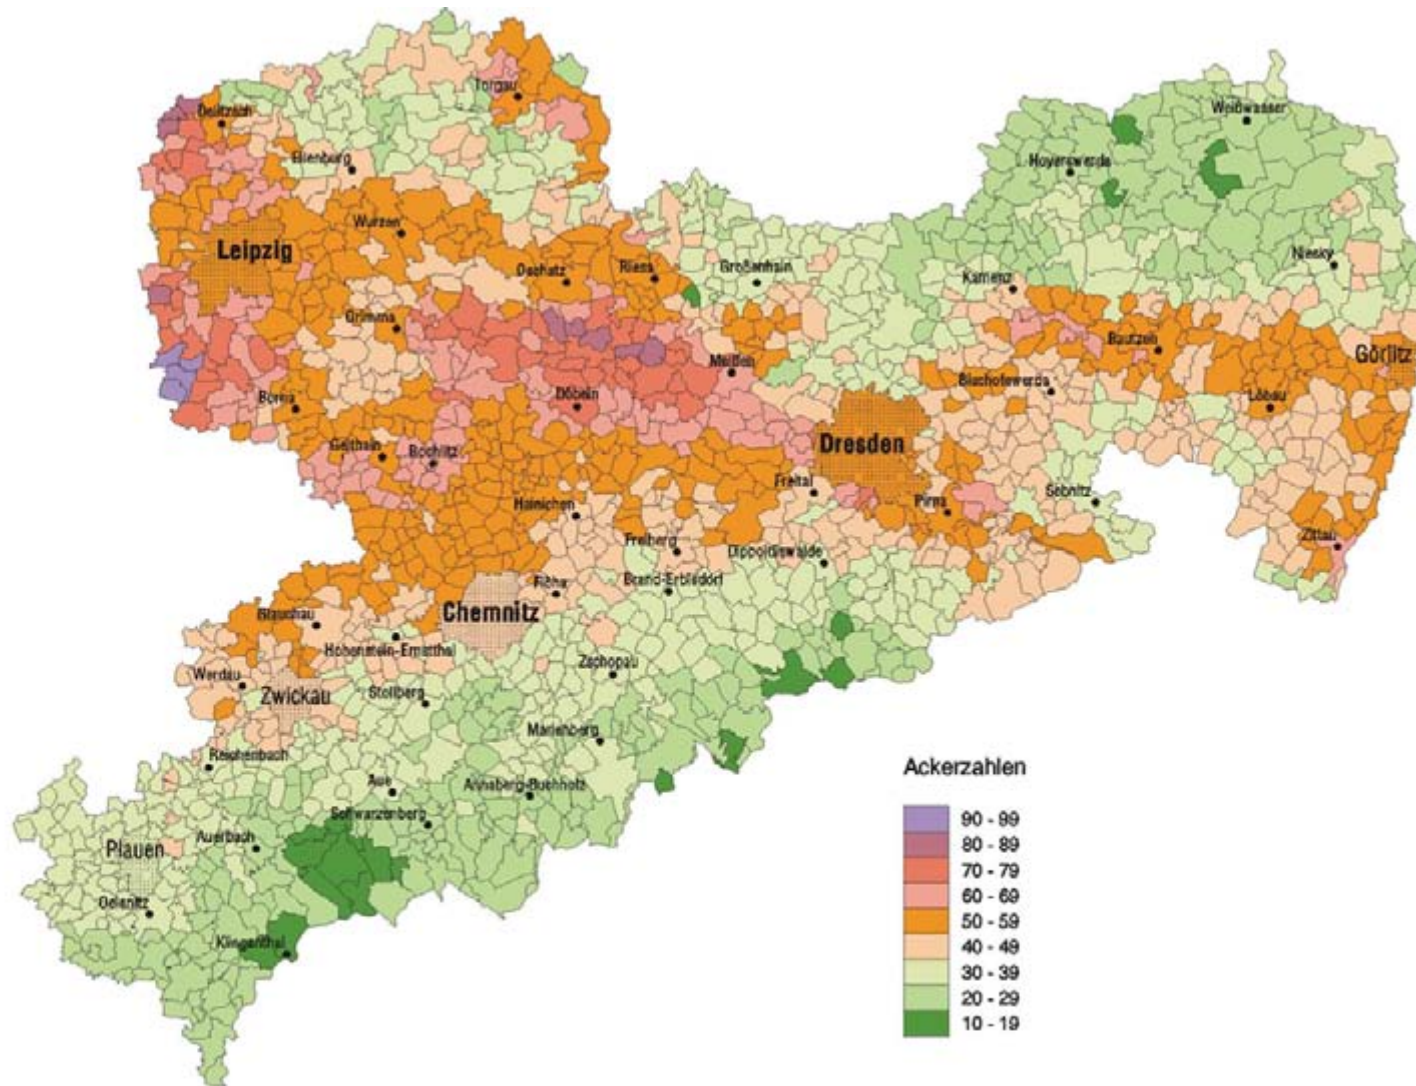 Torgau
Delitzsch
Weißwasser
Eilenburg
Hoyerswerda
Wurzen
Leipzig
Oschatz
Riesa
Großenhain
Niesky
Kamenz
Grimma
Bautzen
Görlitz
Meißen
Bischofswerda
Borna
Döbeln
Löbau
Geithain
Rochlitz
Dresden
Freital
Sebnitz
Hainichen
Pirna
Freiberg
Dippoldiswalde
Zittau
Flöha
Brand-Erbisdorf
Glauchau
Chemnitz
Hohenstein-Ernstthal
Zschopau
Werdau
Zwickau
Stollberg
Marienberg
Reichenbach
Aue
Annaberg-Buchholz
Schwarzenberg
Auerbach
Plauen
Oelsnitz
Klingenthal
Ackerzahlen
90 - 99
80 - 89
70 - 79
60 - 69
50 - 59
40 - 49
30 - 39
20 - 29
10 - 19